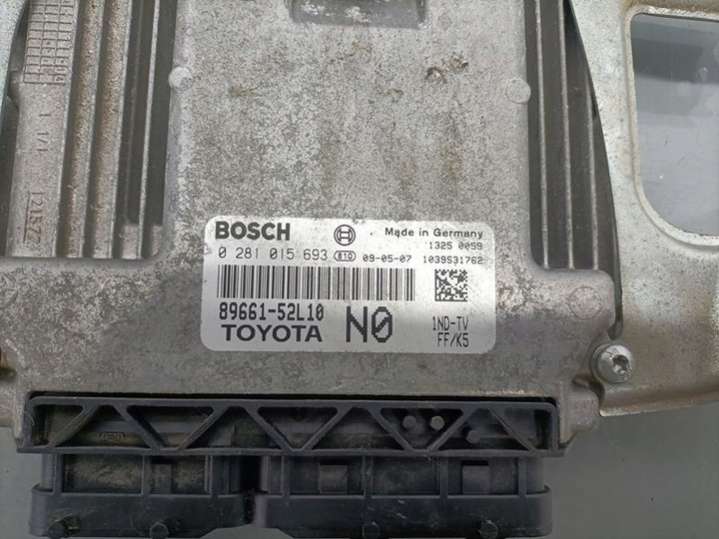 BOSCH
Made in Germany
1325 0059
0 281 015 693 09-05-07 1039S31762
89661-52L10
TOYOTA N0
1ND-TV
FF/K5